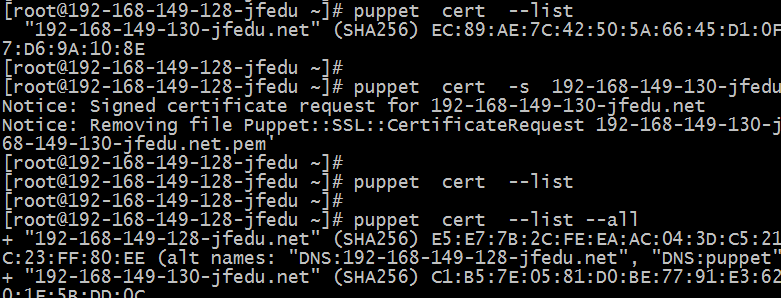 [root@192-168-149-128-jfedu ~]# puppet  cert  --list
  "192-168-149-130-jfedu.net" (SHA256) EC:89:AE:7C:42:50:5A:66:45:D1:0F
7:D6:9A:10:8E
[root@192-168-149-128-jfedu ~]#
[root@192-168-149-128-jfedu ~]# puppet  cert  -s  192-168-149-130-jfedu
Notice: Signed certificate request for 192-168-149-130-jfedu.net
Notice: Removing file Puppet::SSL::CertificateRequest 192-168-149-130-j
68-149-130-jfedu.net.pem'
[root@192-168-149-128-jfedu ~]#
[root@192-168-149-128-jfedu ~]# puppet  cert  --list
[root@192-168-149-128-jfedu ~]#
[root@192-168-149-128-jfedu ~]# puppet  cert  --list --all
+ "192-168-149-128-jfedu.net" (SHA256) E5:E7:7B:2C:FE:EA:AC:04:3D:C5:21
C:23:FF:80:EE (alt names: "DNS:192-168-149-128-jfedu.net", "DNS:puppet"
+ "192-168-149-130-jfedu.net" (SHA256) C1:B5:7E:05:81:D0:BE:77:91:E3:62
0:1E:5B:DD:0C